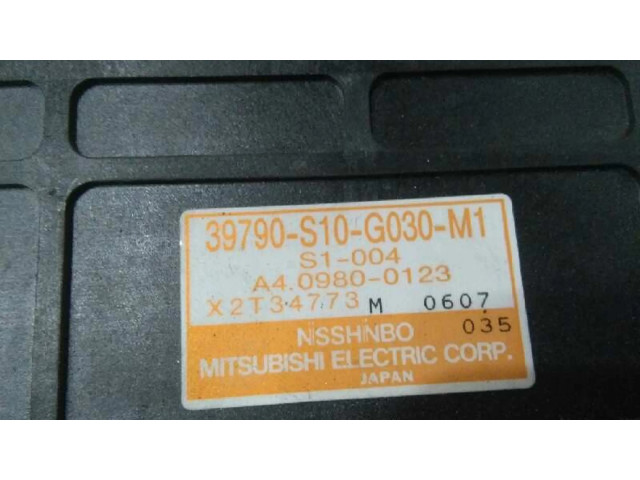 39790-S10-G030-M1
S1-004
A4.0980-0123
X2T34773 M 0607
NISSHINBO 035
MITSUBISHI ELECTRIC CORP.
JAPAN